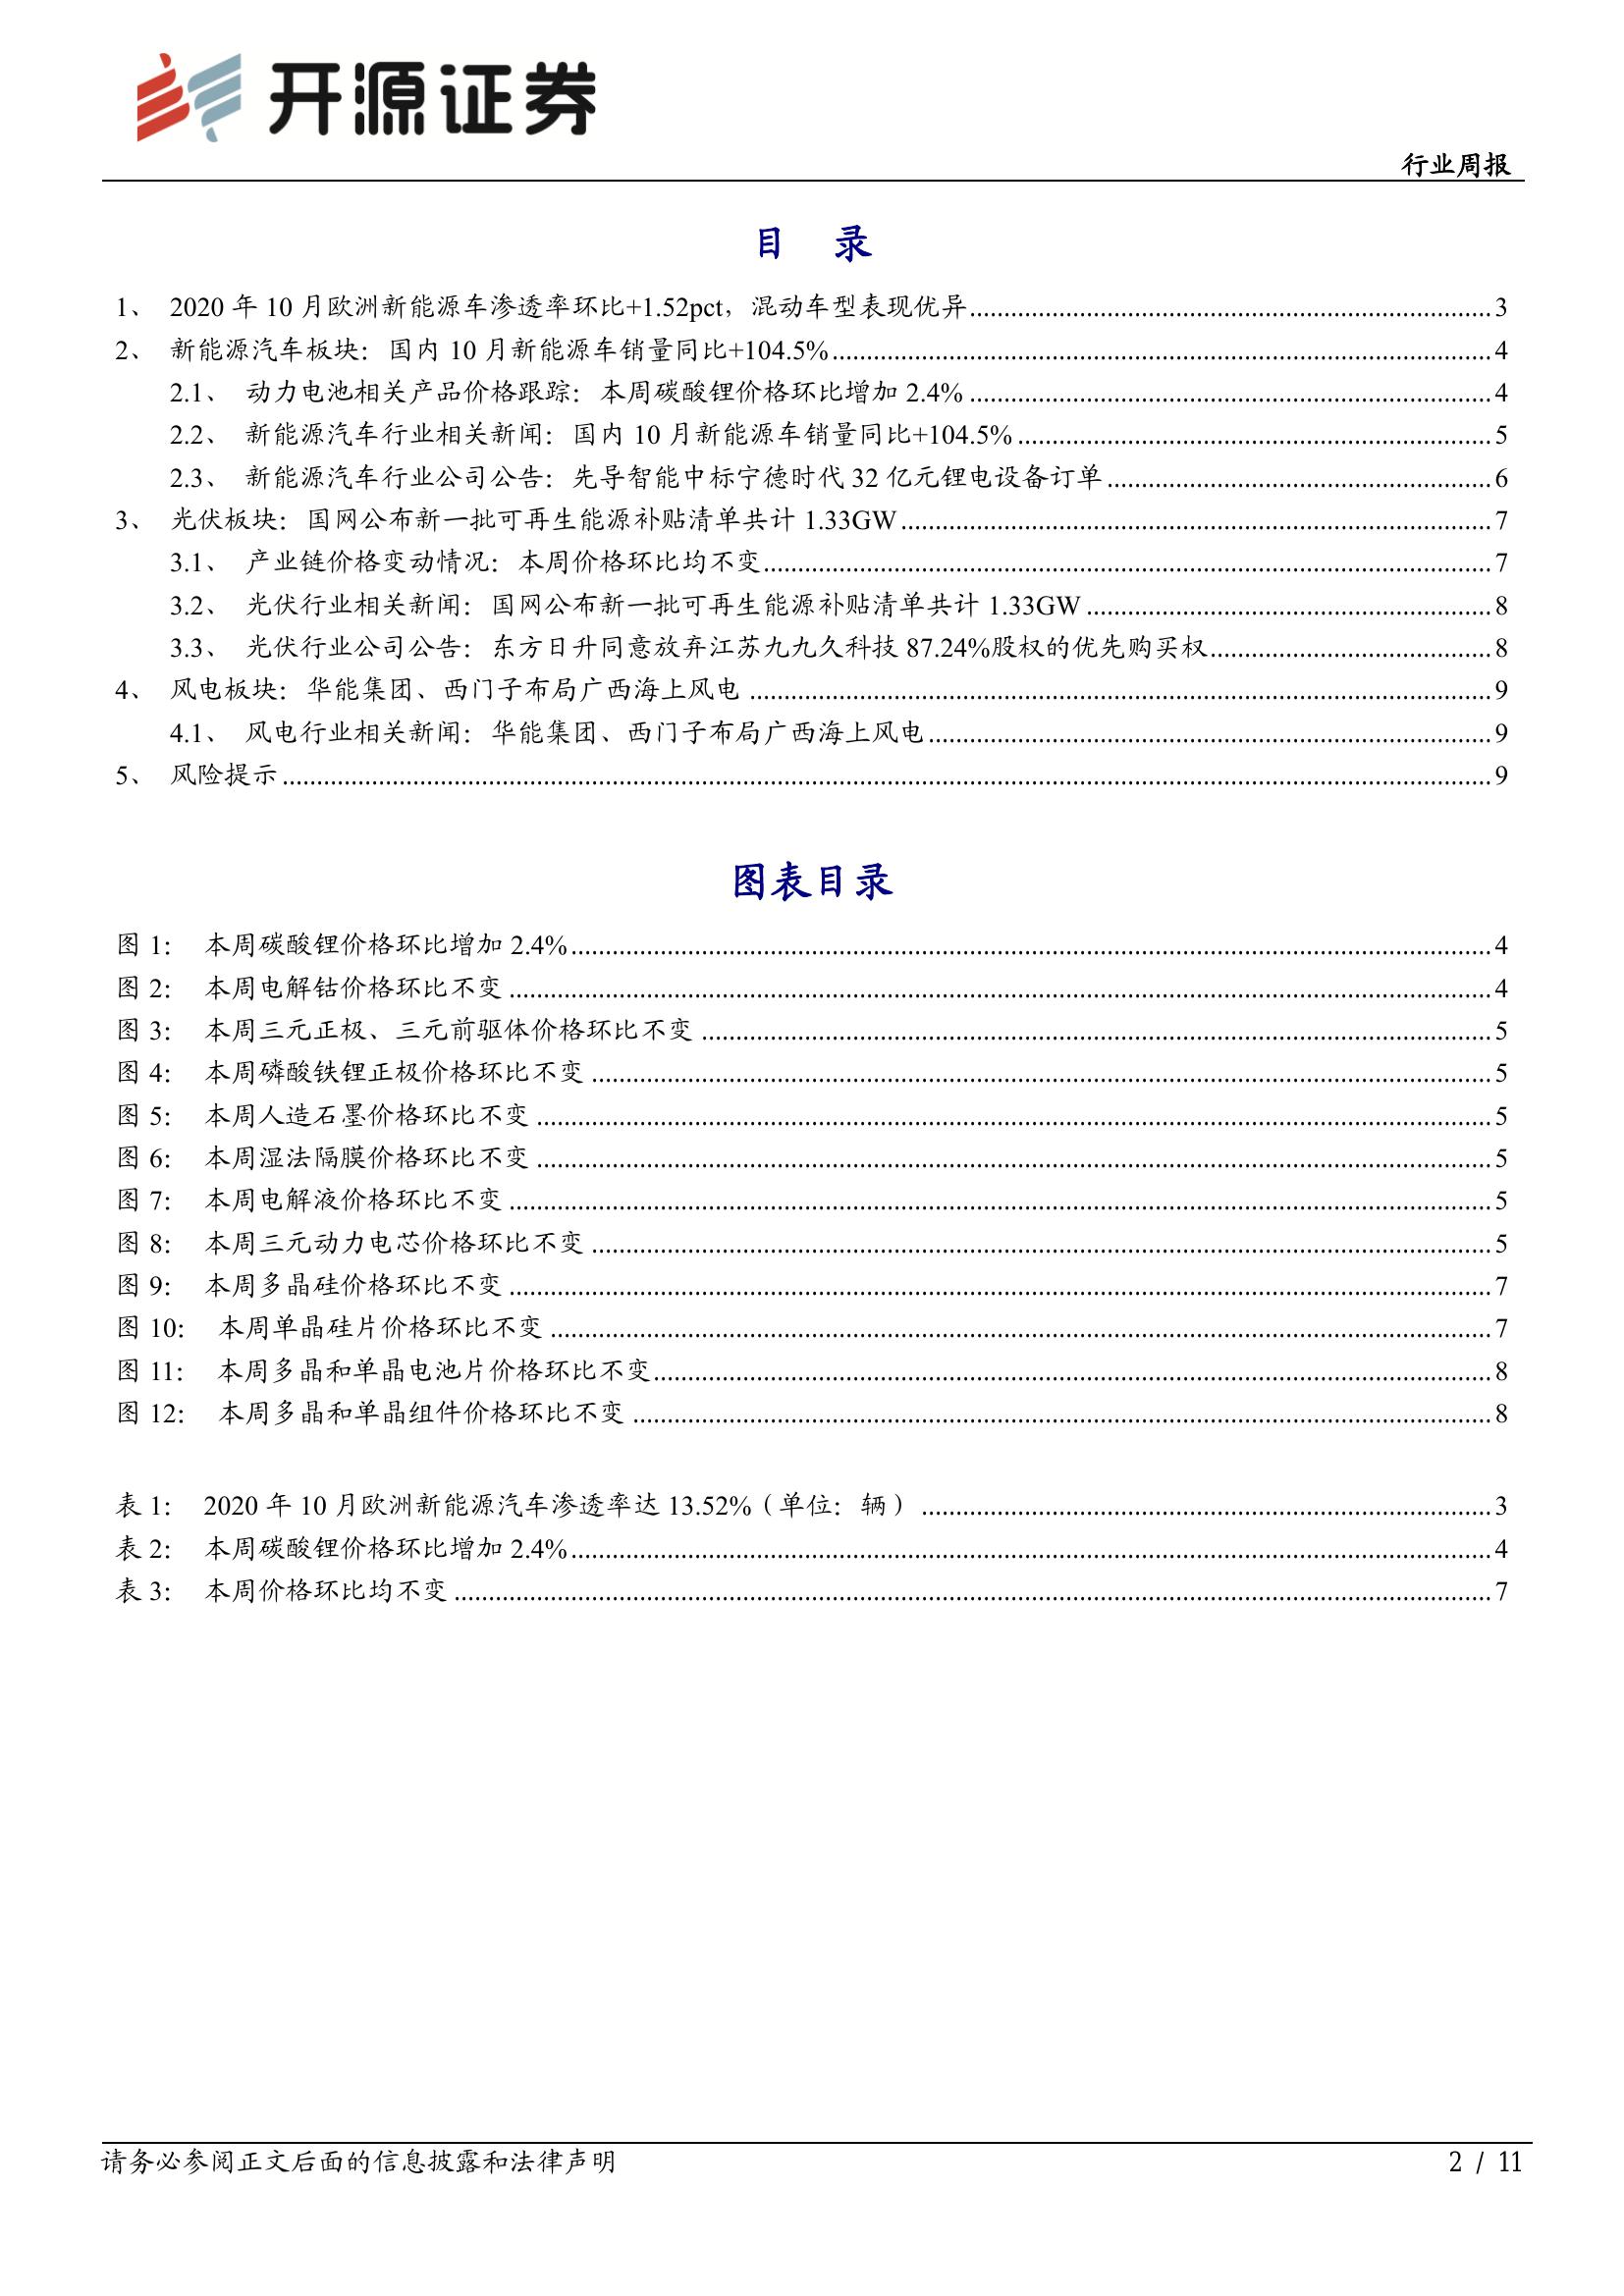 开源证券
行业周报
目 录
1、 2020 年 10 月欧洲新能源车渗透率环比+1.52pct，混动车型表现优异 3
2、 新能源汽车板块：国内 10 月新能源车销量同比+104.5% 4
2.1、 动力电池相关产品价格跟踪：本周碳酸锂价格环比增加 2.4% 4
2.2、 新能源汽车行业相关新闻：国内 10 月新能源车销量同比+104.5% 5
2.3、 新能源汽车行业公司公告：先导智能中标宁德时代 32 亿元锂电设备订单 6
3、 光伏板块：国网公布新一批可再生能源补贴清单共计 1.33GW 7
3.1、 产业链价格变动情况：本周价格环比均不变 7
3.2、 光伏行业相关新闻：国网公布新一批可再生能源补贴清单共计 1.33GW 8
3.3、 光伏行业公司公告：东方日升同意放弃江苏九九久科技 87.24%股权的优先购买权 8
4、 风电板块：华能集团、西门子布局广西海上风电 9
4.1、 风电行业相关新闻：华能集团、西门子布局广西海上风电 9
5、 风险提示 9
图表目录
图 1： 本周碳酸锂价格环比增加 2.4% 4
图 2： 本周电解钴价格环比不变 4
图 3： 本周三元正极、三元前驱体价格环比不变 5
图 4： 本周磷酸铁锂正极价格环比不变 5
图 5： 本周人造石墨价格环比不变 5
图 6： 本周湿法隔膜价格环比不变 5
图 7： 本周电解液价格环比不变 5
图 8： 本周三元动力电芯价格环比不变 5
图 9： 本周多晶硅价格环比不变 7
图 10： 本周单晶硅片价格环比不变 7
图 11： 本周多晶和单晶电池片价格环比不变 8
图 12： 本周多晶和单晶组件价格环比不变 8
表 1： 2020 年 10 月欧洲新能源汽车渗透率达 13.52%（单位：辆） 3
表 2： 本周碳酸锂价格环比增加 2.4% 4
表 3： 本周价格环比均不变 7
请务必参阅正文后面的信息披露和法律声明 2 / 11